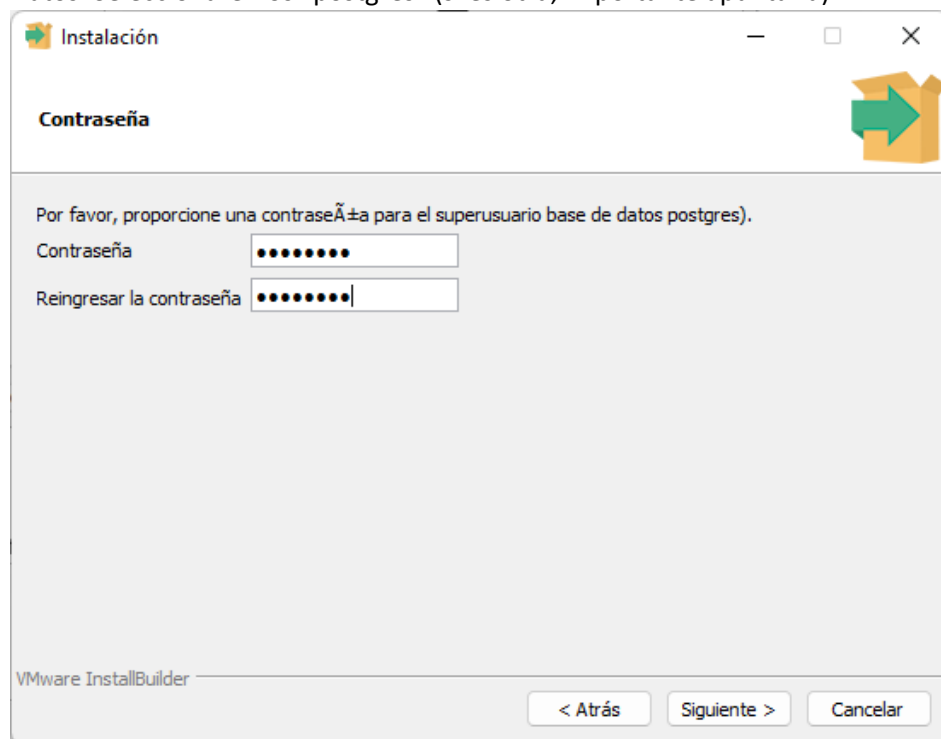 Instalación
Contraseña
Por favor, proporcione una contraseÃ±a para el superusuario base de datos postgres).
Contraseña ••••••••
Reingresar la contraseña ••••••••
VMware InstallBuilder
< Atrás Siguiente > Cancelar